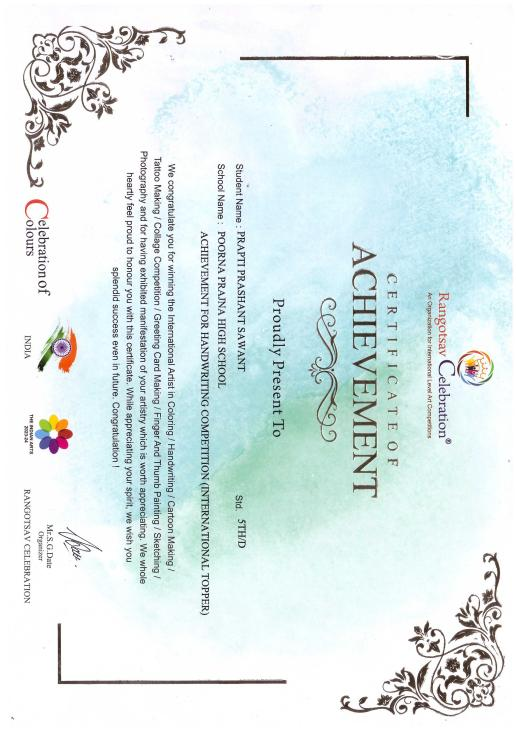 Rangotsav Celebration®
An Organization for International Level Art Competitions
CERTIFICATE OF
ACHIEVEMENT
Proudly Present To
Student Name : PRAPTI PRASHANT SAWANT Std. 5TH/D
School Name : POORNA PRAJNA HIGH SCHOOL
ACHIEVEMENT FOR HANDWRITING COMPETITION (INTERNATIONAL TOPPER)
We congratulate you for winning the International Artist in Coloring / Handwriting / Cartoon Making /
Tattoo Making / Collage Competition / Greeting Card Making / Finger And Thumb Painting / Sketching /
Photography and for having exhibited manifestation of your artistry which is worth appreciating. We whole
heartly feel proud to honour you with this certificate. While appreciating your spirit, we wish you
splendid success even in future. Congratulation !
Celebration of
Colours
INDIA
THE INDIAN ARTS
2023-24
Mr.S.G.Date
Organizer
RANGOTSAV CELEBRATION